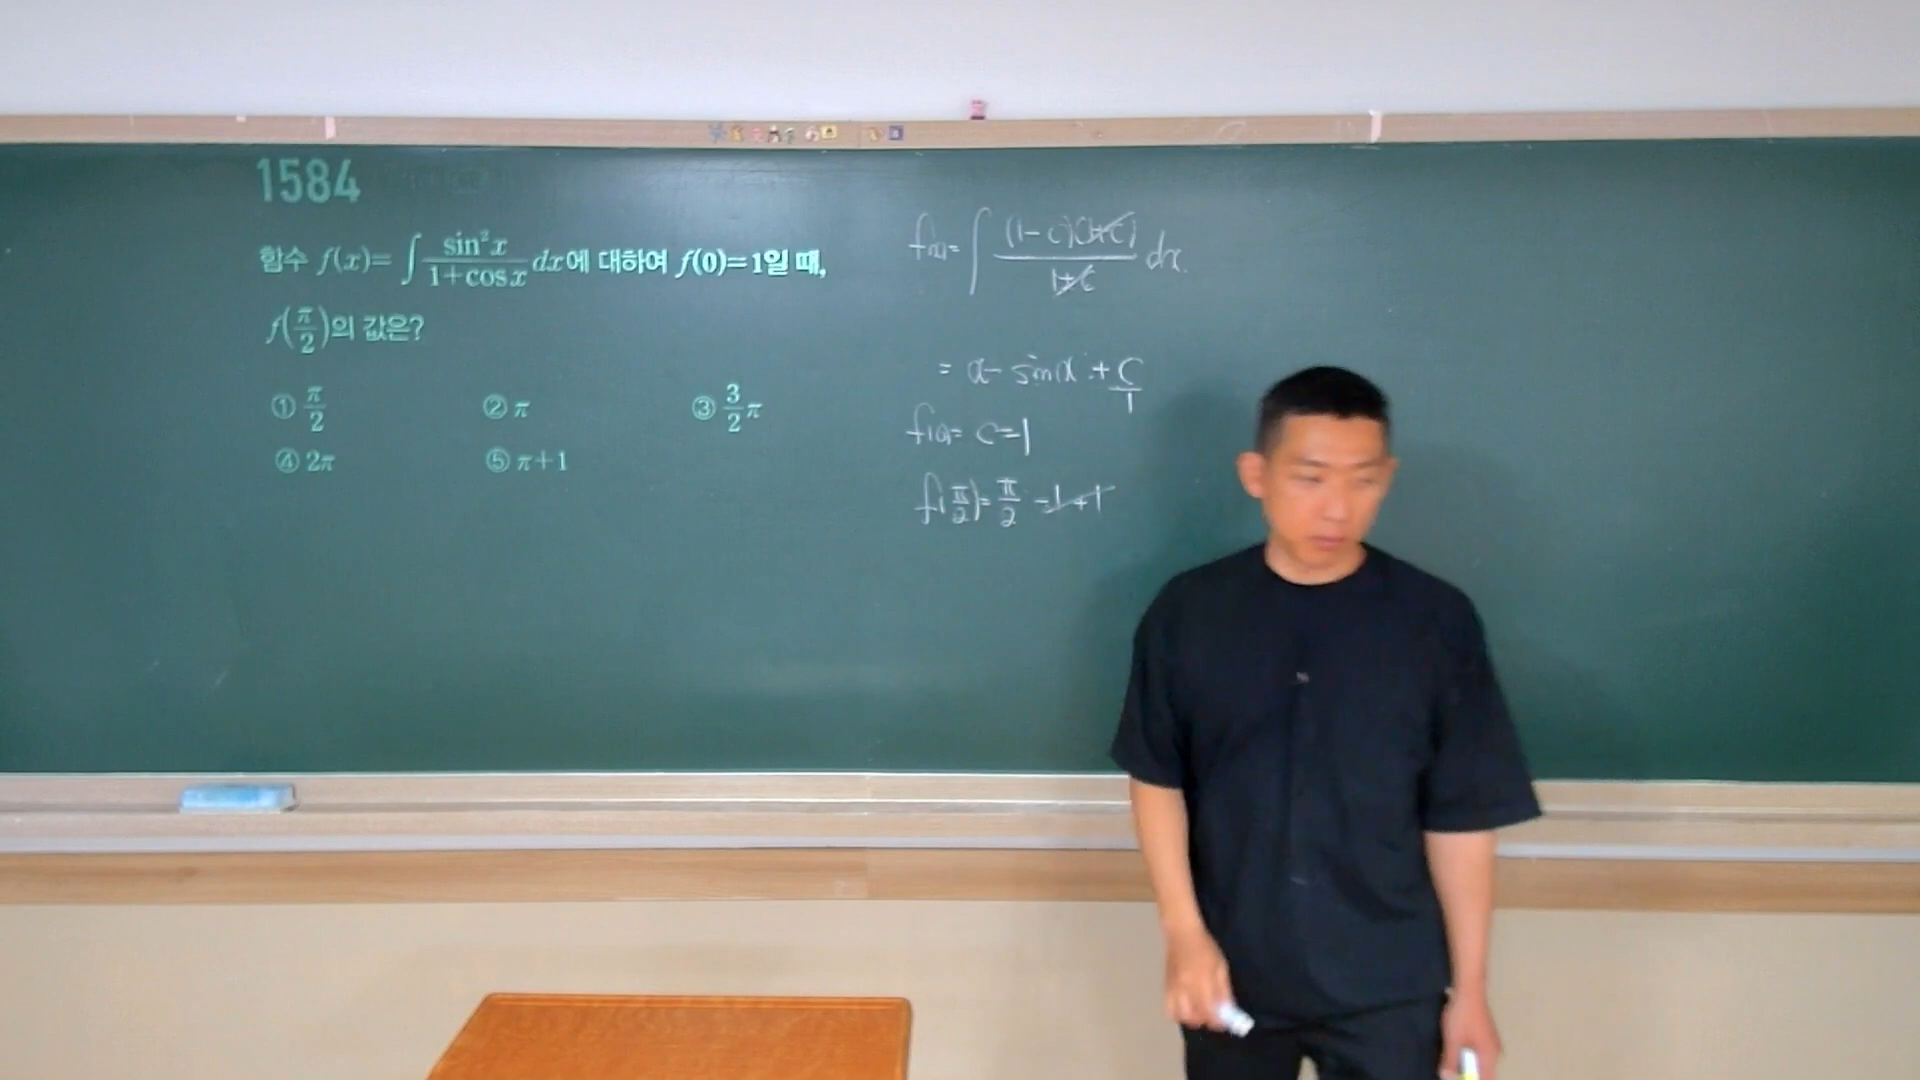 1584
함수 f(x)=∫ sin²x/(1+cosx) dx에 대하여 f(0)=1일 때,
f(π/2)의 값은?
① π/2 ② π ③ 3/2 π
④ 2π ⑤ π+1
f(x)= ∫ (1-c)(1+c)/(1+c) dx.
= x- sinx + C
1
f(0)= C=1
f(π/2)= π/2 -1+1